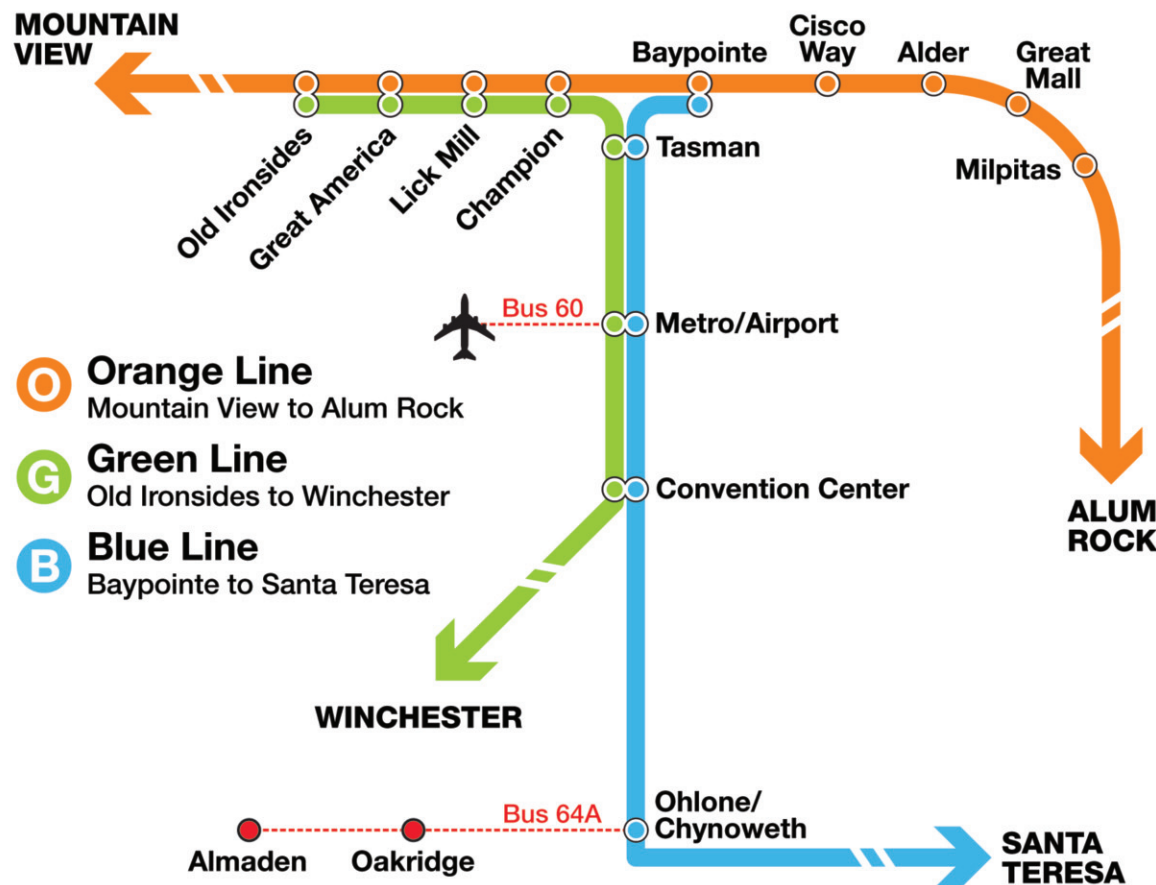 MOUNTAIN
VIEW
Baypointe
Cisco
Way
Alder
Great
Mall
Old Ironsides
Great America
Lick Mill
Champion
Tasman
Milpitas
Bus 60
Metro/Airport
O
Orange Line
Mountain View to Alum Rock
G
Green Line
Old Ironsides to Winchester
Convention Center
ALUM
ROCK
B
Blue Line
Baypointe to Santa Teresa
WINCHESTER
Bus 64A
Ohlone/
Chynoweth
Almaden
Oakridge
SANTA
TERESA